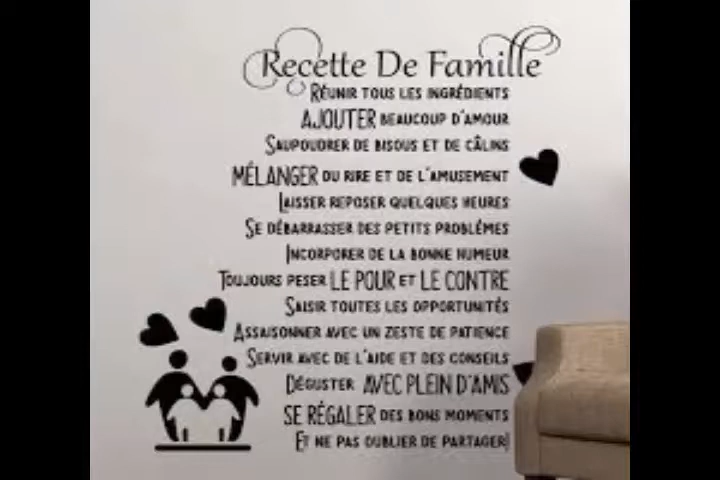 Recette De Famille
Réunir tous les ingrédients
AJOUTER beaucoup d'amour
Saupoudrer de bisous et de câlins
MÉLANGER du rire et de l'amusement
Laisser reposer quelques heures
Se débarrasser des petits problèmes
Incorporer de la bonne humeur
Toujours peser LE POUR et LE CONTRE
Saisir toutes les opportunités
Assaisonner avec un zeste de patience
Servir avec de l'aide et des conseils
Déguster AVEC PLEIN D'AMIS
SE RÉGALER des bons moments
Et ne pas oublier de partager!